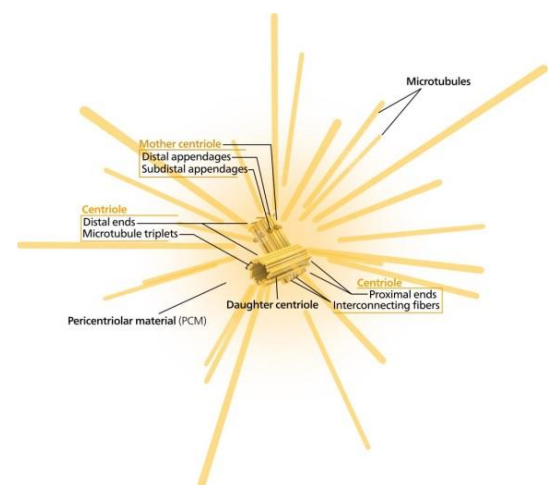 Microtubules
Mother centriole
Distal appendages
Subdistal appendages
Centriole
Distal ends
Microtubule triplets
Centriole
Proximal ends
Daughter centriole
Interconnecting fibers
Pericentriolar material (PCM)